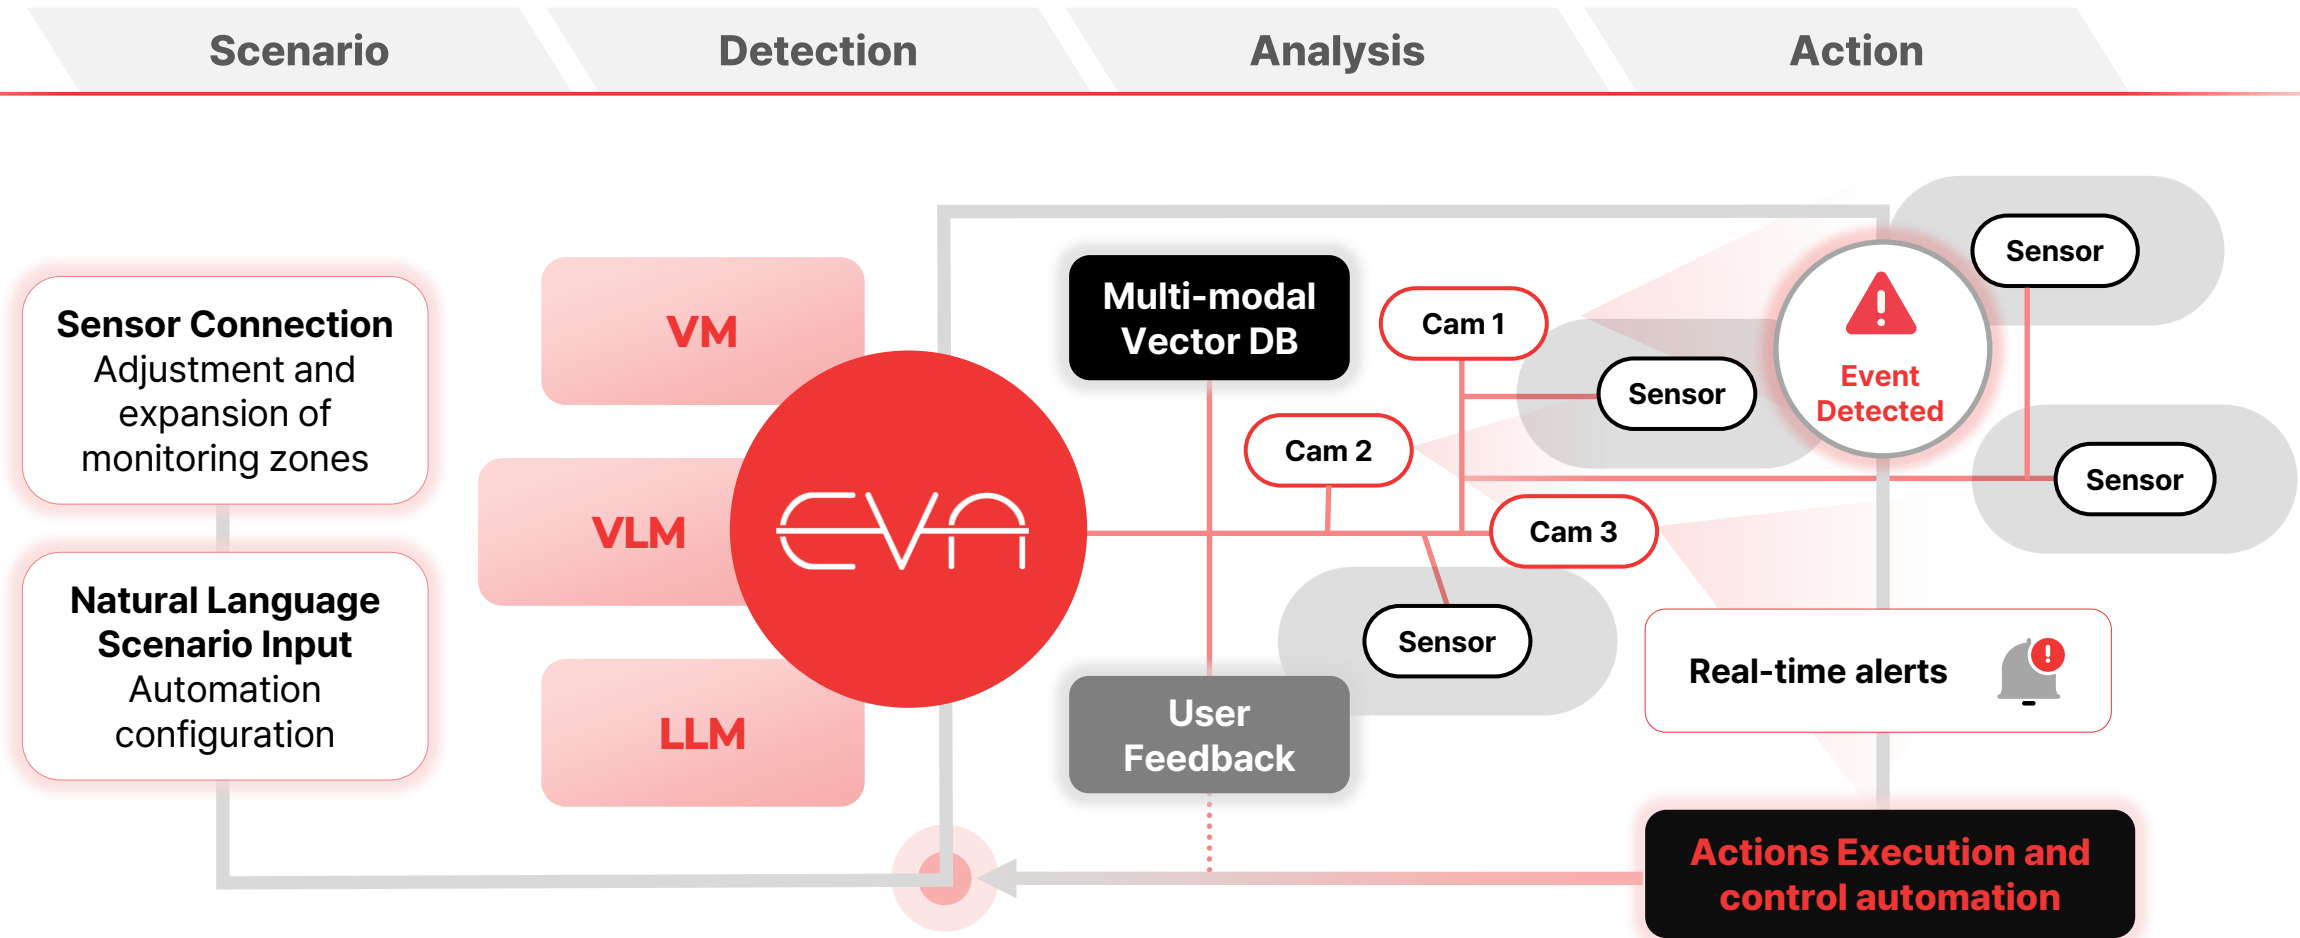 Scenario
Detection
Analysis
Action
Sensor Connection
Adjustment and
expansion of
monitoring zones
Natural Language
Scenario Input
Automation
configuration
VM
VLM
LLM
EVA
Multi-modal
Vector DB
User
Feedback
Cam 1
Cam 2
Cam 3
Sensor
Sensor
Sensor
Sensor
Event
Detected
Real-time alerts
Actions Execution and
control automation